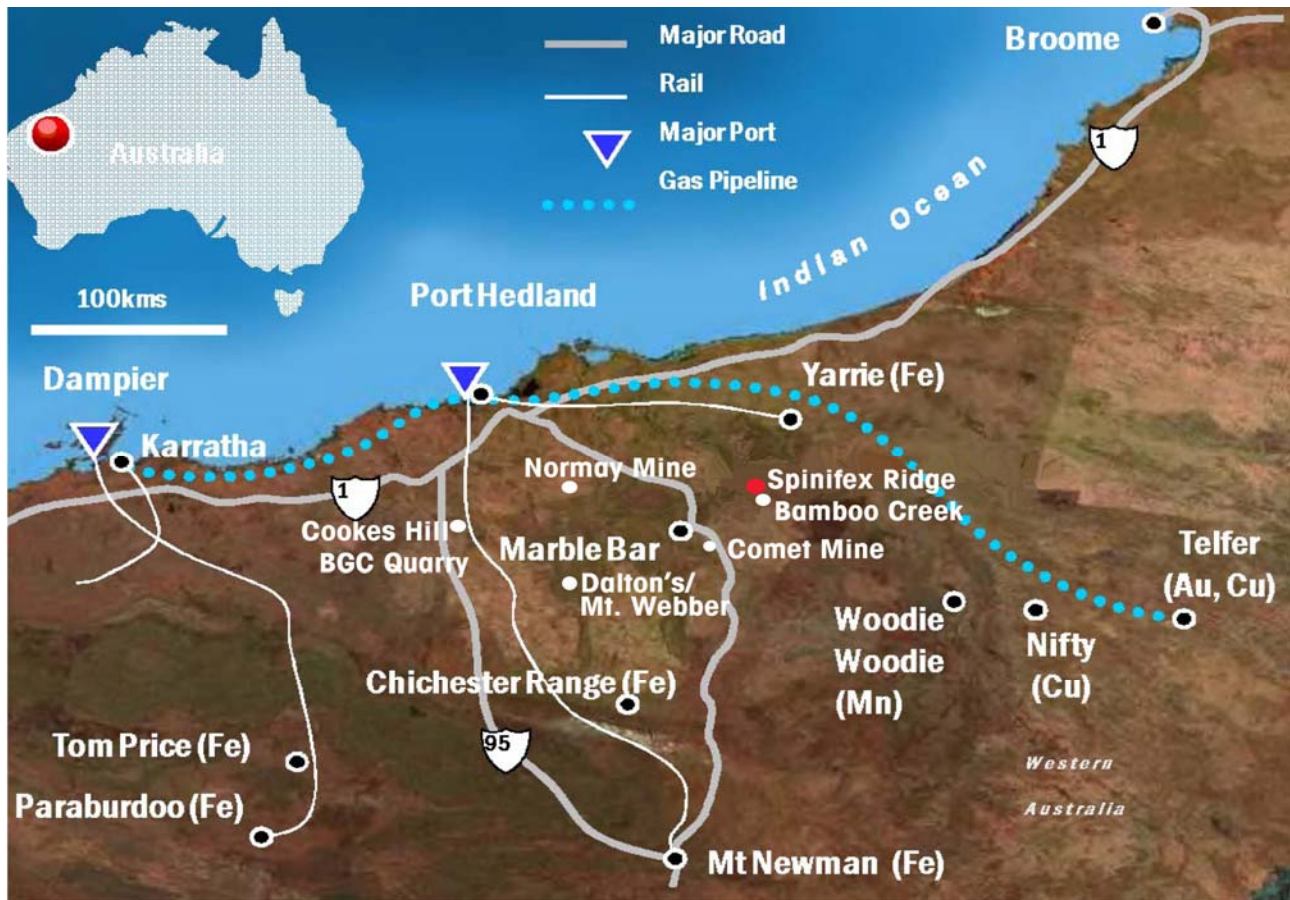 Major Road
Rail
Major Port
Gas Pipeline
Broome
1
Australia
Indian Ocean
100kms
Port Hedland
Dampier
Yarrie (Fe)
Karratha
Normay Mine
Spinifex Ridge
Bamboo Creek
1
Cookes Hill
BGC Quarry
Marble Bar
Comet Mine
Telfer
(Au, Cu)
Dalton's/
Mt. Webber
Woodie
Woodie
(Mn)
Nifty
(Cu)
Chichester Range (Fe)
95
Tom Price (Fe)
Western
Australia
Paraburdoo (Fe)
Mt Newman (Fe)